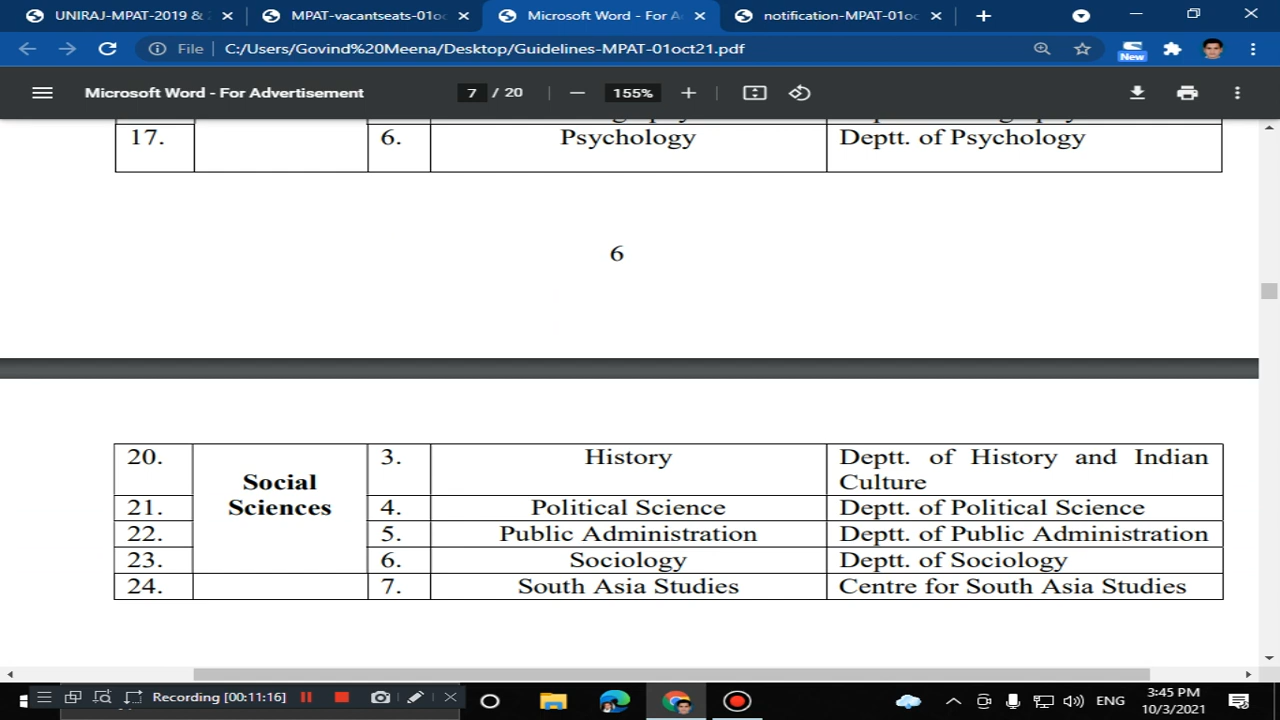 UNIRAJ-MPAT-2019 &
MPAT-vacantseats-01oc
Microsoft Word - For A
notification-MPAT-01oc
File
C:/Users/Govind%20Meena/Desktop/Guidelines-MPAT-01oct21.pdf
New
Microsoft Word - For Advertisement
7 / 20
155%
17. 6. Psychology Deptt. of Psychology
6
20. 3. History Deptt. of History and Indian
Culture
Social
Sciences
21. 4. Political Science Deptt. of Political Science
22. 5. Public Administration Deptt. of Public Administration
23. 6. Sociology Deptt. of Sociology
24. 7. South Asia Studies Centre for South Asia Studies
Recording [00:11:16]
ENG
3:45 PM
10/3/2021